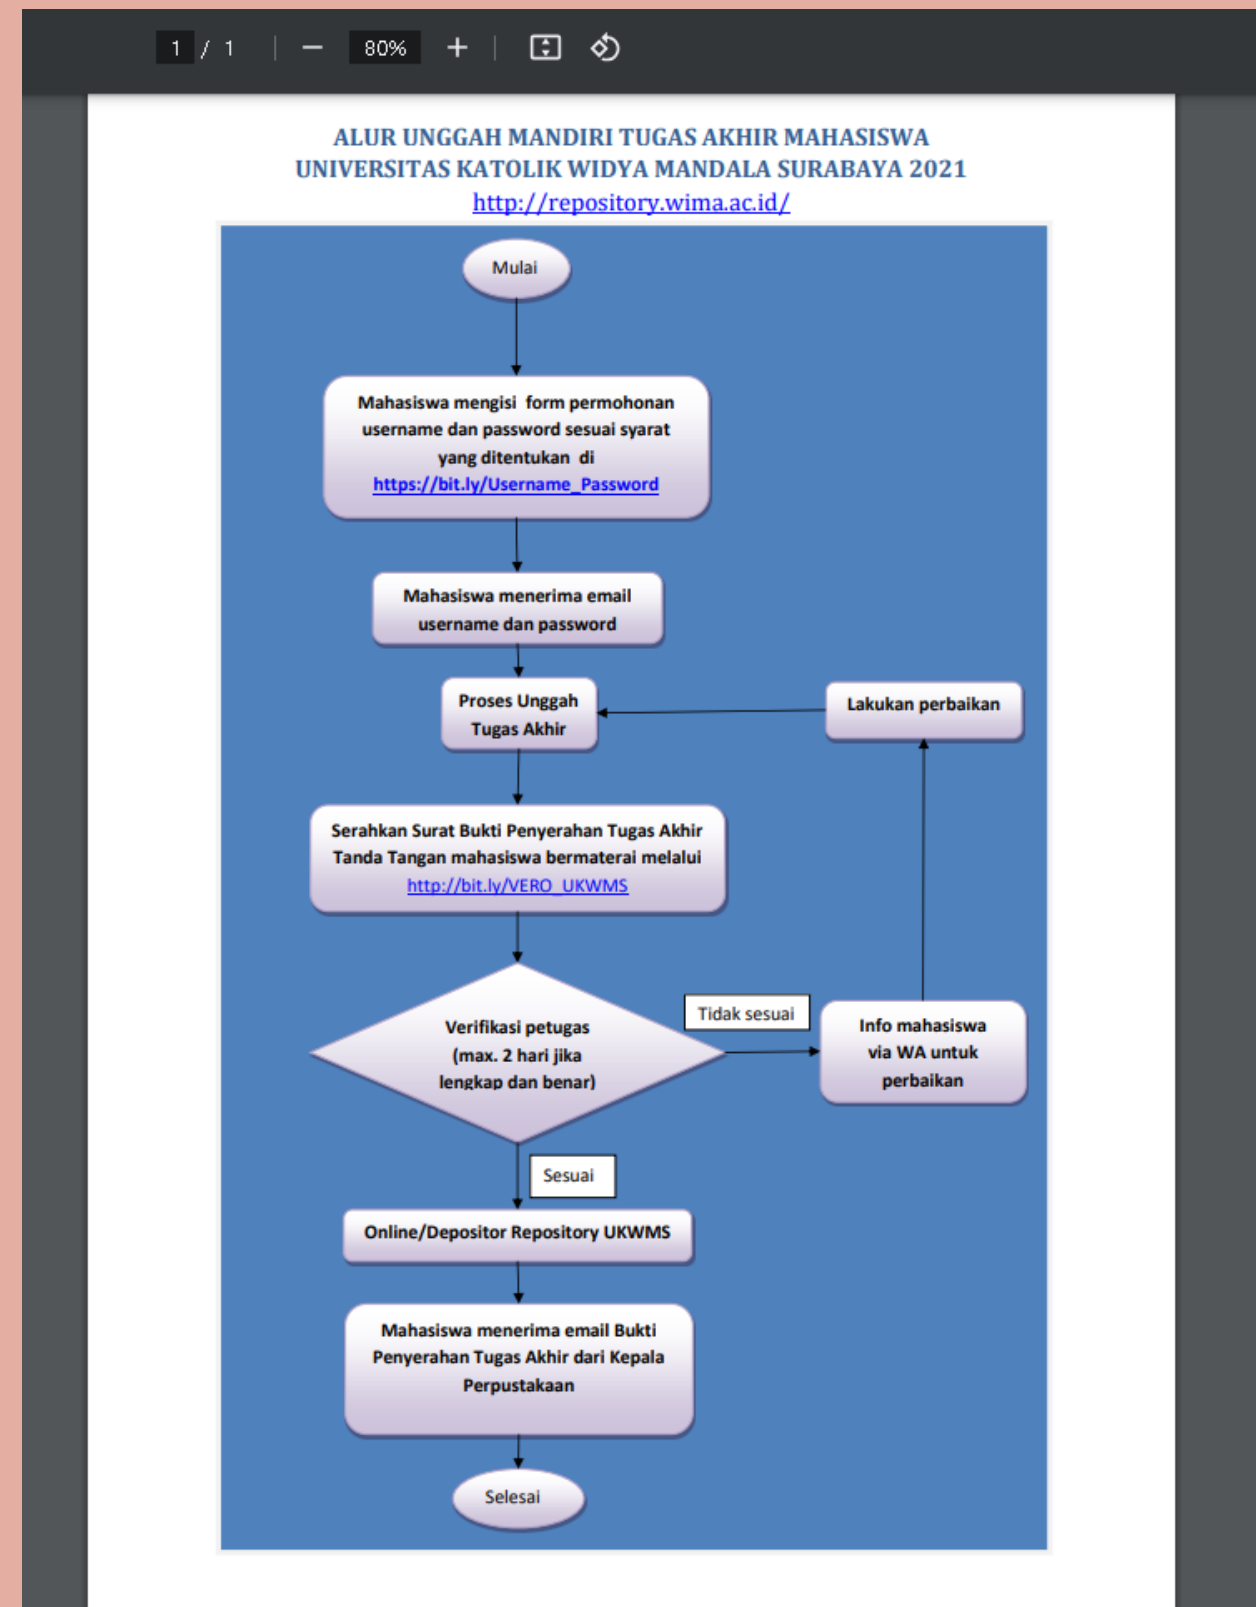 1 / 1 | — 80% + |
ALUR UNGGAH MANDIRI TUGAS AKHIR MAHASISWA
UNIVERSITAS KATOLIK WIDYA MANDALA SURABAYA 2021
http://repository.wima.ac.id/
Mulai
Mahasiswa mengisi form permohonan
username dan password sesuai syarat
yang ditentukan di
https://bit.ly/Username_Password
Mahasiswa menerima email
username dan password
Proses Unggah
Tugas Akhir
Lakukan perbaikan
Serahkan Surat Bukti Penyerahan Tugas Akhir
Tanda Tangan mahasiswa bermaterai melalui
http://bit.ly/VERO_UKWMS
Verifikasi petugas
(max. 2 hari jika
lengkap dan benar)
Tidak sesuai
Info mahasiswa
via WA untuk
perbaikan
Sesuai
Online/Depositor Repository UKWMS
Mahasiswa menerima email Bukti
Penyerahan Tugas Akhir dari Kepala
Perpustakaan
Selesai